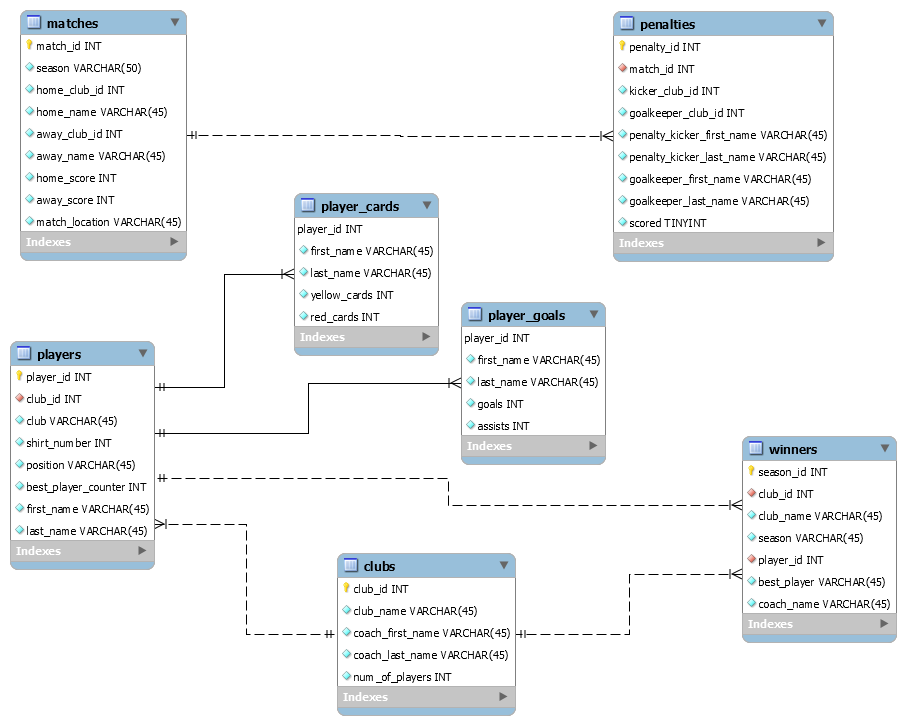 matches
match_id INT
season VARCHAR(50)
home_club_id INT
home_name VARCHAR(45)
away_club_id INT
away_name VARCHAR(45)
home_score INT
away_score INT
match_location VARCHAR(45)
Indexes
penalties
penalty_id INT
match_id INT
kicker_club_id INT
goalkeeper_club_id INT
penalty_kicker_first_name VARCHAR(45)
penalty_kicker_last_name VARCHAR(45)
goalkeeper_first_name VARCHAR(45)
goalkeeper_last_name VARCHAR(45)
scored TINYINT
Indexes
player_cards
player_id INT
first_name VARCHAR(45)
last_name VARCHAR(45)
yellow_cards INT
red_cards INT
Indexes
player_goals
player_id INT
first_name VARCHAR(45)
last_name VARCHAR(45)
goals INT
assists INT
Indexes
players
player_id INT
club_id INT
club VARCHAR(45)
shirt_number INT
position VARCHAR(45)
best_player_counter INT
first_name VARCHAR(45)
last_name VARCHAR(45)
Indexes
winners
season_id INT
club_id INT
club_name VARCHAR(45)
season VARCHAR(45)
player_id INT
best_player VARCHAR(45)
coach_name VARCHAR(45)
Indexes
clubs
club_id INT
club_name VARCHAR(45)
coach_first_name VARCHAR(45)
coach_last_name VARCHAR(45)
num_of_players INT
Indexes